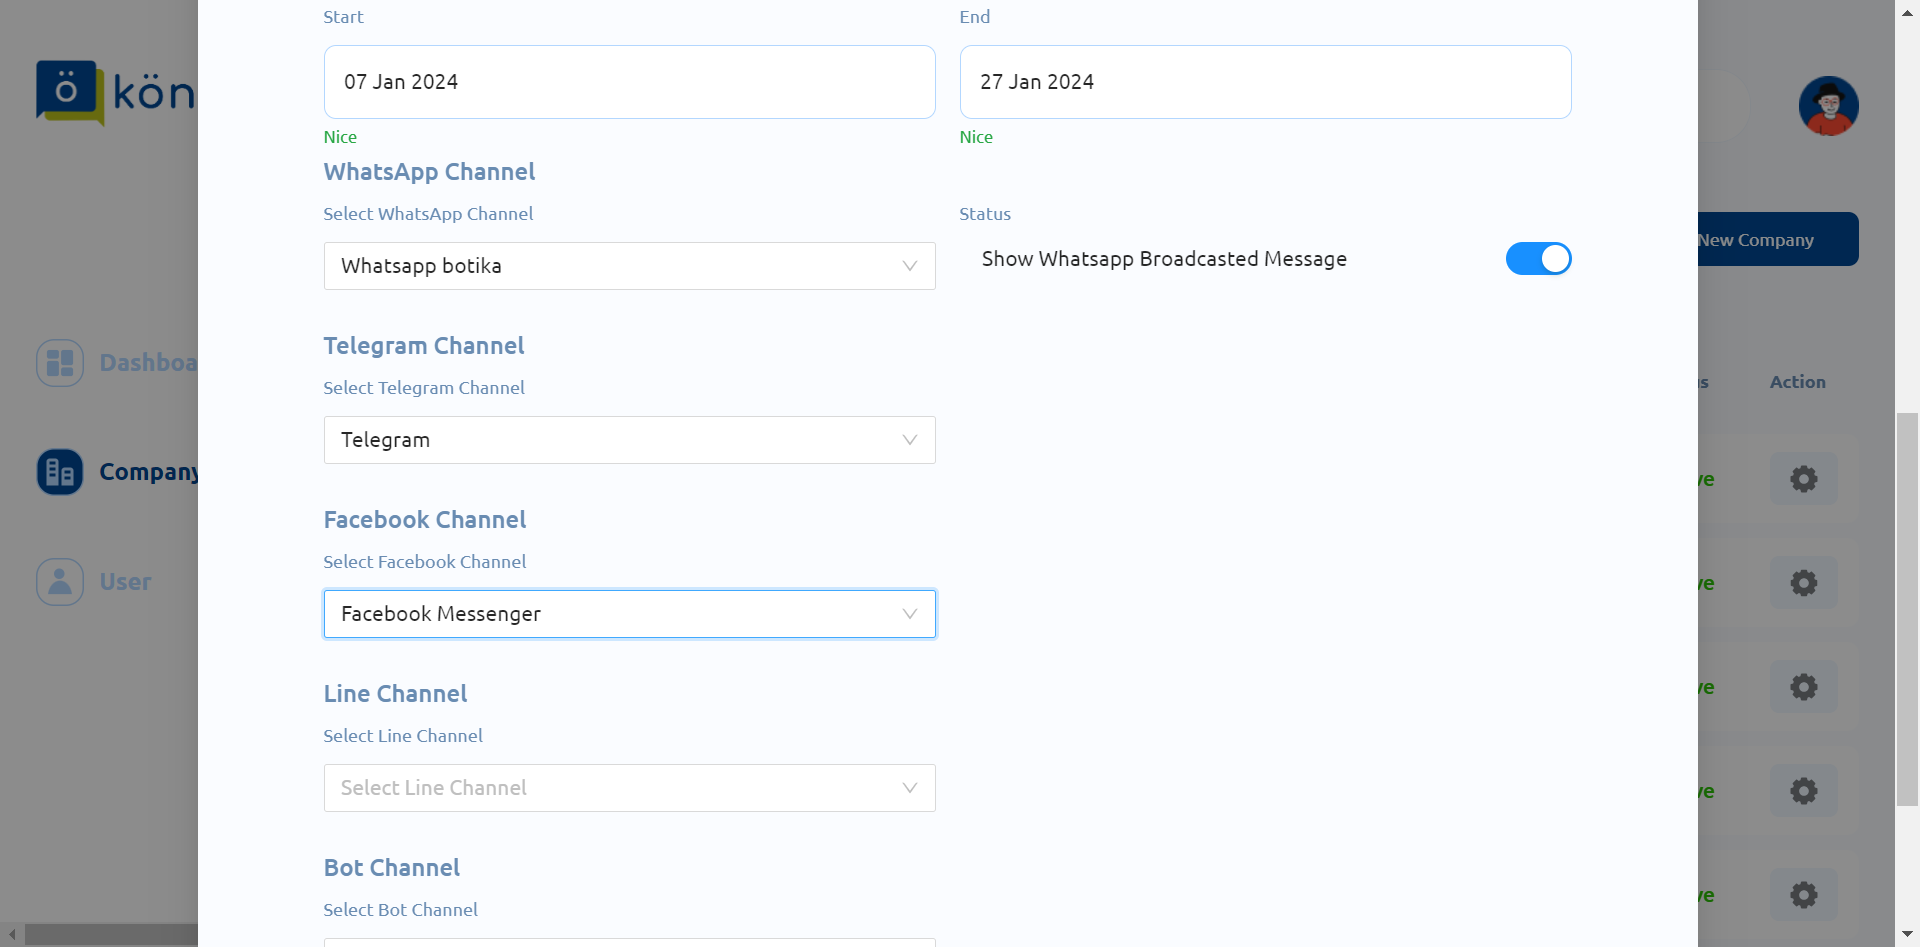 Start
End
07 Jan 2024
27 Jan 2024
Nice
Nice
WhatsApp Channel
Select WhatsApp Channel
Status
Whatsapp botika
Show Whatsapp Broadcasted Message
Telegram Channel
Select Telegram Channel
Telegram
Facebook Channel
Select Facebook Channel
Facebook Messenger
Line Channel
Select Line Channel
Select Line Channel
Bot Channel
Select Bot Channel
ö kön
New Company
Dashboa
Company
User
us
Action
ve
ve
ve
ve
ve